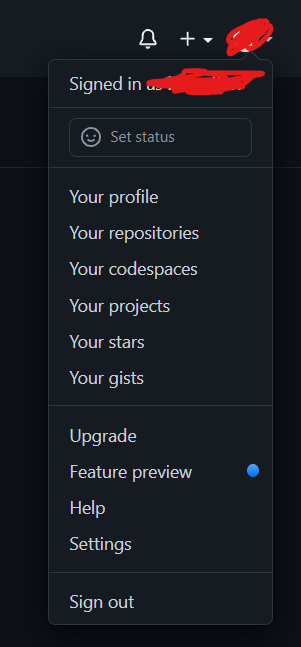 Signed in as
Set status
Your profile
Your repositories
Your codespaces
Your projects
Your stars
Your gists
Upgrade
Feature preview
Help
Settings
Sign out